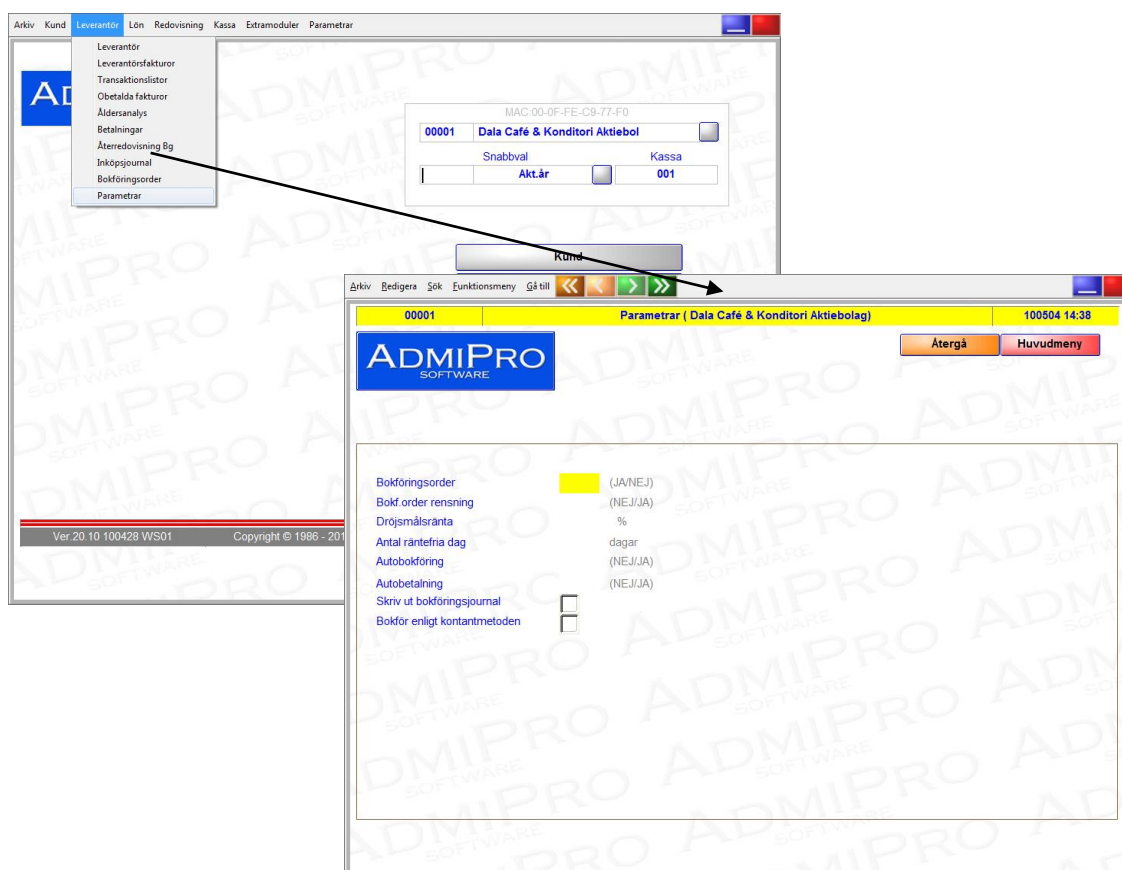 Arkiv Kund Leverantör Lön Redovisning Kassa Extramoduler Parametrar
Leverantör
Leverantörsfakturor
Transaktionslistor
Obetalda fakturor
Åldersanalys
Betalningar
Återredovisning Bg
Inköpsjournal
Bokföringsorder
Parametrar
MAC:00-0F-FE-C9-77-F0
00001 Dala Café & Konditori Aktiebol
Snabbval Kassa
Akt.år 001
Kund
Ver.20.10 100428 WS01 Copyright © 1986 - 201
Arkiv Redigera Sök Funktionsmeny Gå till
00001 Parametrar ( Dala Café & Konditori Aktiebolag) 100504 14:38
ADMIPRO
SOFTWARE
Återgå Huvudmeny
Bokföringsorder (JA/NEJ)
Bokf.order rensning (NEJ/JA)
Dröjsmålsränta %
Antal räntefria dag dagar
Autobokföring (NEJ/JA)
Autobetalning (NEJ/JA)
Skriv ut bokföringsjournal
Bokför enligt kontantmetoden